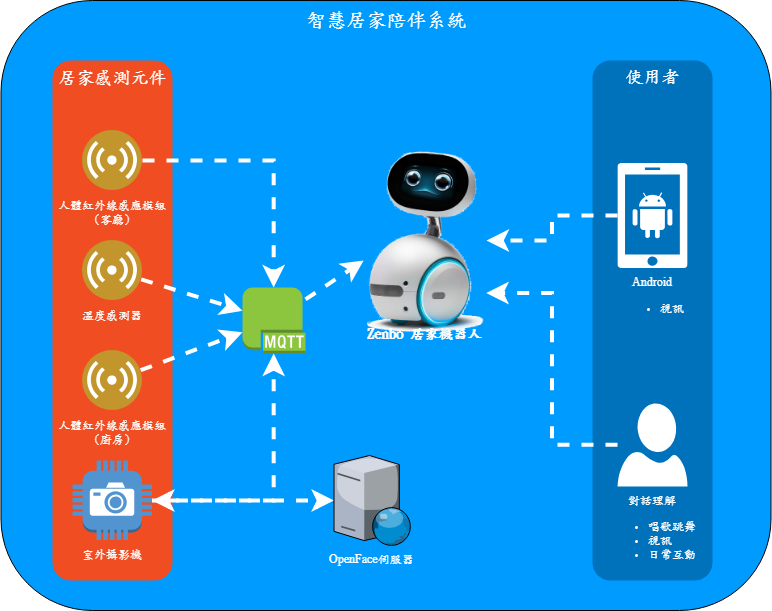 智慧居家陪伴系統
居家感測元件
人體紅外線感應模組
（客廳）
溫度感測器
人體紅外線感應模組
（廚房）
室外攝影機
MQTT
Zenbo 居家機器人
OpenFace伺服器
使用者
Android
• 視訊
對話理解
• 唱歌跳舞
• 視訊
• 日常互動